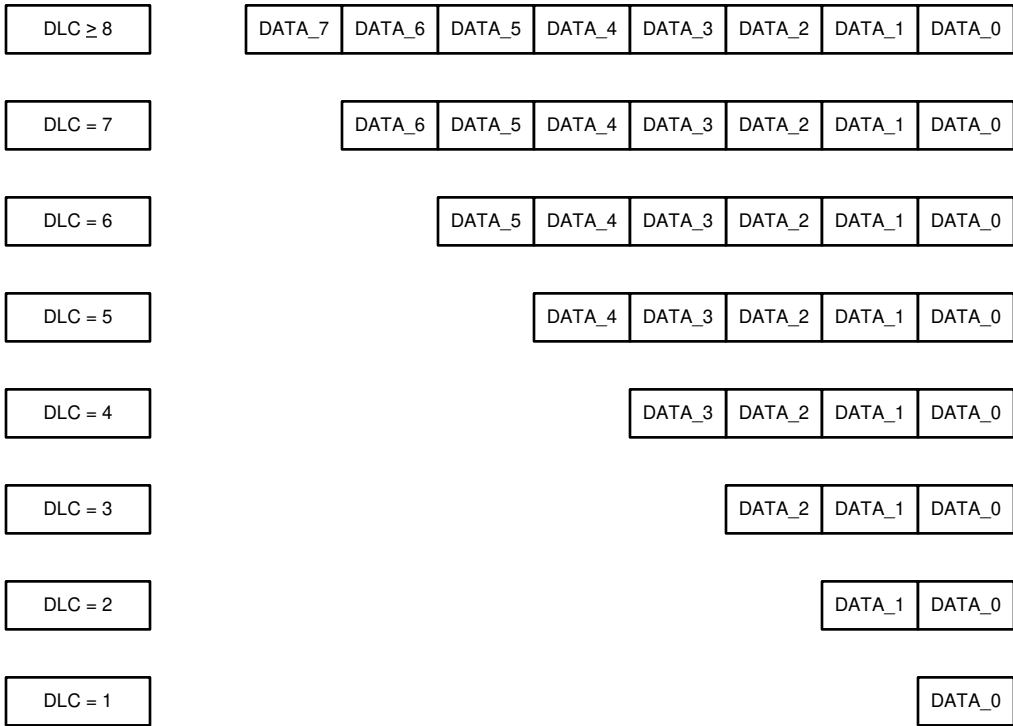 DLC ≥ 8 DATA_7 DATA_6 DATA_5 DATA_4 DATA_3 DATA_2 DATA_1 DATA_0
DLC = 7 DATA_6 DATA_5 DATA_4 DATA_3 DATA_2 DATA_1 DATA_0
DLC = 6 DATA_5 DATA_4 DATA_3 DATA_2 DATA_1 DATA_0
DLC = 5 DATA_4 DATA_3 DATA_2 DATA_1 DATA_0
DLC = 4 DATA_3 DATA_2 DATA_1 DATA_0
DLC = 3 DATA_2 DATA_1 DATA_0
DLC = 2 DATA_1 DATA_0
DLC = 1 DATA_0